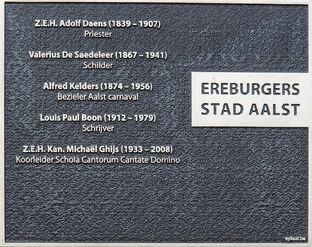 Z.E.H. Adolf Daens (1839 – 1907)
Priester
Valerius De Saedeleer (1867 – 1941)
Schilder
Alfred Kelders (1874 – 1956)
Bezieler Aalst carnaval
Louis Paul Boon (1912 – 1979)
Schrijver
Z.E.H. Kan. Michaël Ghijs (1933 – 2008)
Koorleider Schola Cantorum Cantate Domino
EREBURGERS
STAD AALST